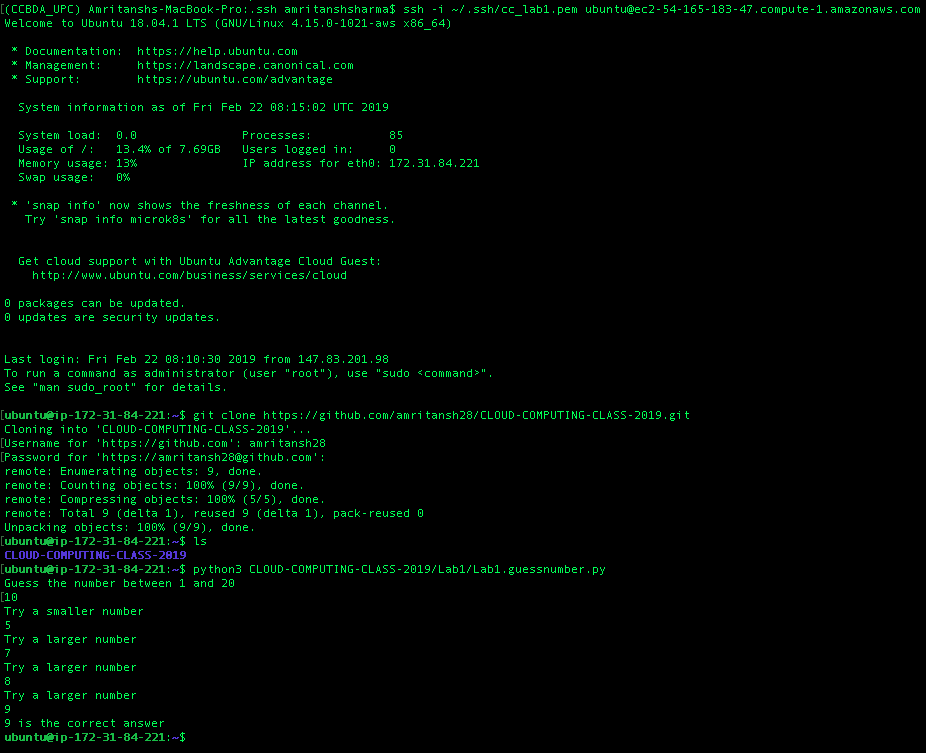 [(CCBDA_UPC) Amritanshs-MacBook-Pro:.ssh amritanshsharma$ ssh -i ~/.ssh/cc_lab1.pem ubuntu@ec2-54-165-183-47.compute-1.amazonaws.com
Welcome to Ubuntu 18.04.1 LTS (GNU/Linux 4.15.0-1021-aws x86_64)

 * Documentation:  https://help.ubuntu.com
 * Management:     https://landscape.canonical.com
 * Support:        https://ubuntu.com/advantage

  System information as of Fri Feb 22 08:15:02 UTC 2019

  System load:  0.0               Processes:           85
  Usage of /:   13.4% of 7.69GB   Users logged in:     0
  Memory usage: 13%               IP address for eth0: 172.31.84.221
  Swap usage:   0%

 * 'snap info' now shows the freshness of each channel.
   Try 'snap info microk8s' for all the latest goodness.

  Get cloud support with Ubuntu Advantage Cloud Guest:
    http://www.ubuntu.com/business/services/cloud

0 packages can be updated.
0 updates are security updates.

Last login: Fri Feb 22 08:10:30 2019 from 147.83.201.98
To run a command as administrator (user "root"), use "sudo <command>".
See "man sudo_root" for details.

[ubuntu@ip-172-31-84-221:~$ git clone https://github.com/amritansh28/CLOUD-COMPUTING-CLASS-2019.git
Cloning into 'CLOUD-COMPUTING-CLASS-2019'...
[Username for 'https://github.com': amritansh28
[Password for 'https://amritansh28@github.com':
remote: Enumerating objects: 9, done.
remote: Counting objects: 100% (9/9), done.
remote: Compressing objects: 100% (5/5), done.
remote: Total 9 (delta 1), reused 9 (delta 1), pack-reused 0
Unpacking objects: 100% (9/9), done.
[ubuntu@ip-172-31-84-221:~$ ls
CLOUD-COMPUTING-CLASS-2019
[ubuntu@ip-172-31-84-221:~$ python3 CLOUD-COMPUTING-CLASS-2019/Lab1/Lab1.guessnumber.py
Guess the number between 1 and 20
[10
Try a smaller number
5
Try a larger number
7
Try a larger number
8
Try a larger number
9
9 is the correct answer
ubuntu@ip-172-31-84-221:~$